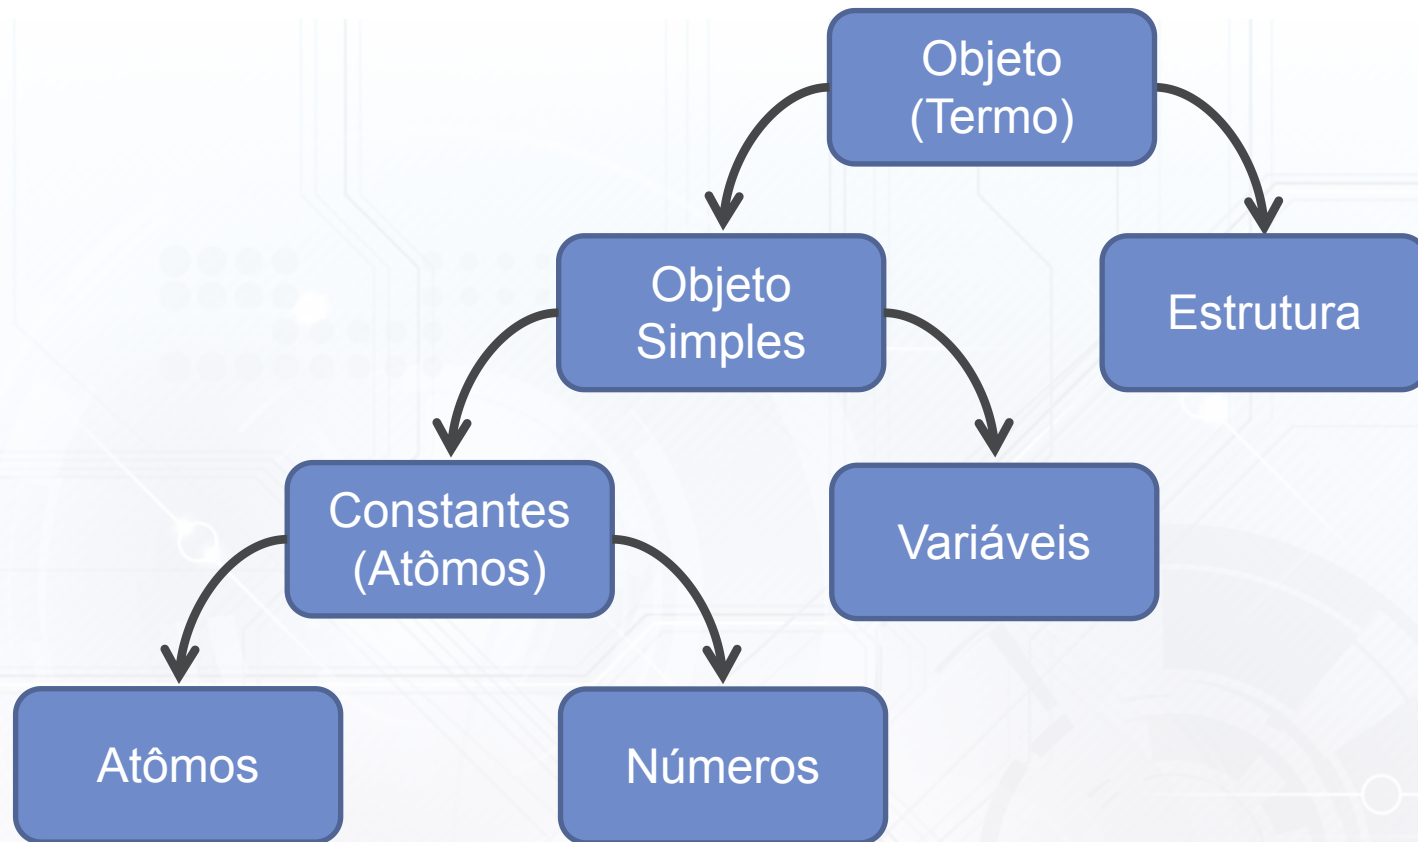 Objeto
(Termo)
Objeto
Simples
Estrutura
Constantes
(Atômos)
Variáveis
Atômos
Números